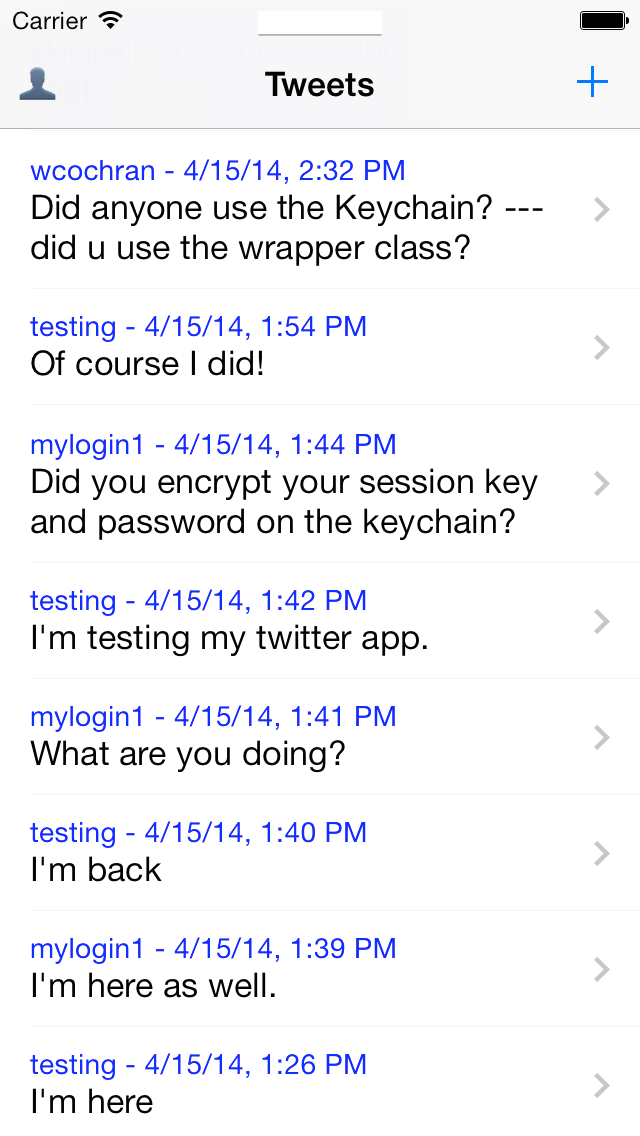 Carrier
Tweets
wcochran - 4/15/14, 2:32 PM
Did anyone use the Keychain? ---
did u use the wrapper class?
testing - 4/15/14, 1:54 PM
Of course I did!
mylogin1 - 4/15/14, 1:44 PM
Did you encrypt your session key
and password on the keychain?
testing - 4/15/14, 1:42 PM
I'm testing my twitter app.
mylogin1 - 4/15/14, 1:41 PM
What are you doing?
testing - 4/15/14, 1:40 PM
I'm back
mylogin1 - 4/15/14, 1:39 PM
I'm here as well.
testing - 4/15/14, 1:26 PM
I'm here